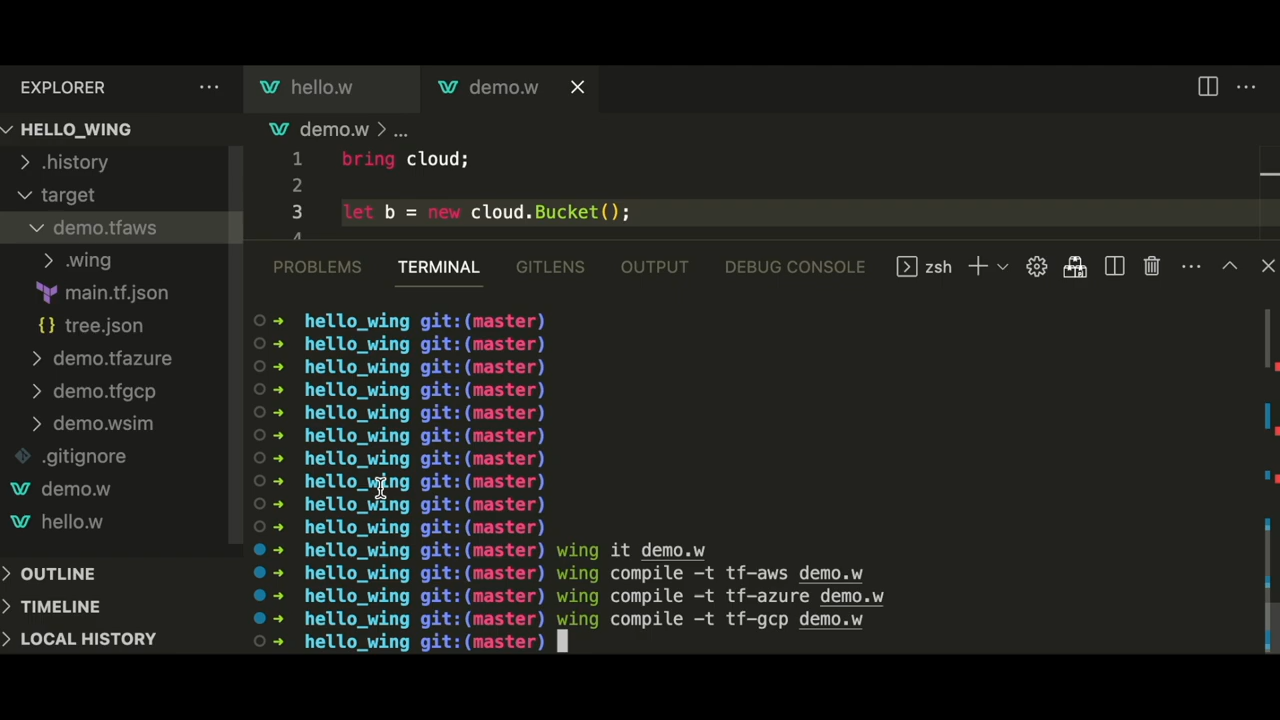 EXPLORER ···
HELLO_WING
.history
target
demo.tfaws
.wing
main.tf.json
{} tree.json
demo.tfazure
demo.tfgcp
demo.wsim
.gitignore
demo.w
hello.w
OUTLINE
TIMELINE
LOCAL HISTORY
hello.w demo.w
demo.w > ...
1 bring cloud;
2
3 let b = new cloud.Bucket();
4
PROBLEMS TERMINAL GITLENS OUTPUT DEBUG CONSOLE zsh
→ hello_wing git:(master)
→ hello_wing git:(master)
→ hello_wing git:(master)
→ hello_wing git:(master)
→ hello_wing git:(master)
→ hello_wing git:(master)
→ hello_wing git:(master)
→ hello_wing git:(master)
→ hello_wing git:(master)
→ hello_wing git:(master)
→ hello_wing git:(master) wing it demo.w
→ hello_wing git:(master) wing compile -t tf-aws demo.w
→ hello_wing git:(master) wing compile -t tf-azure demo.w
→ hello_wing git:(master) wing compile -t tf-gcp demo.w
→ hello_wing git:(master)